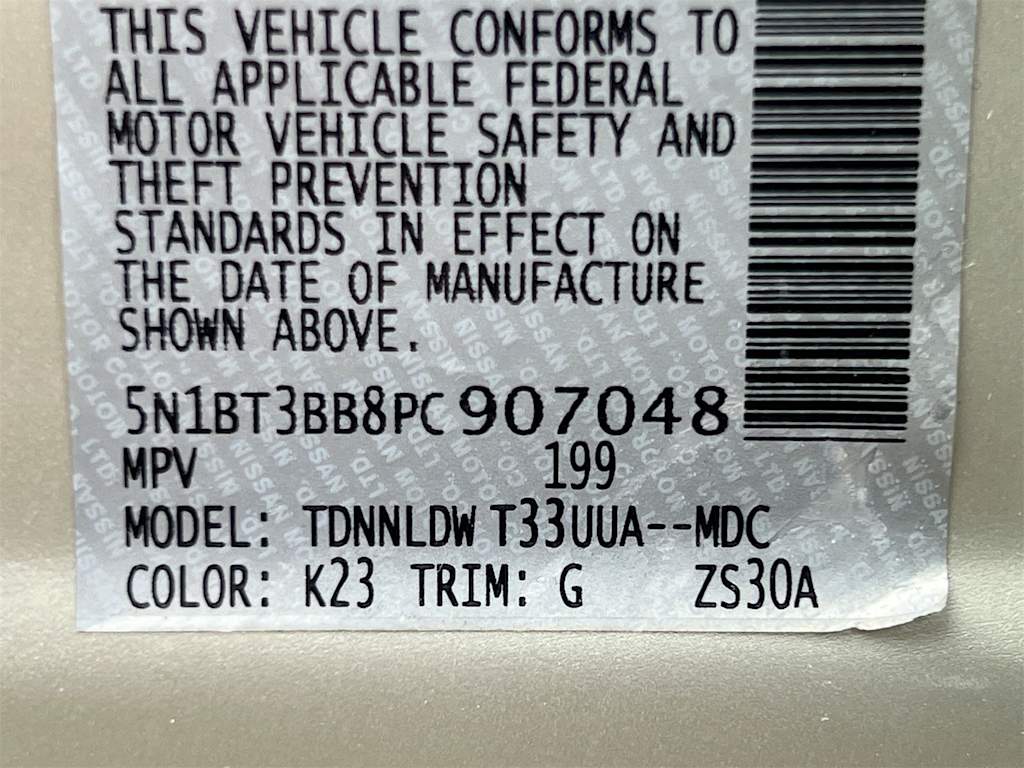 THIS VEHICLE CONFORMS TO
ALL APPLICABLE FEDERAL
MOTOR VEHICLE SAFETY AND
THEFT PREVENTION
STANDARDS IN EFFECT ON
THE DATE OF MANUFACTURE
SHOWN ABOVE.
5N1BT3BB8PC907048
MPV 199
MODEL: TDNNLDW T33UUA--MDC
COLOR: K23 TRIM: G ZS30A